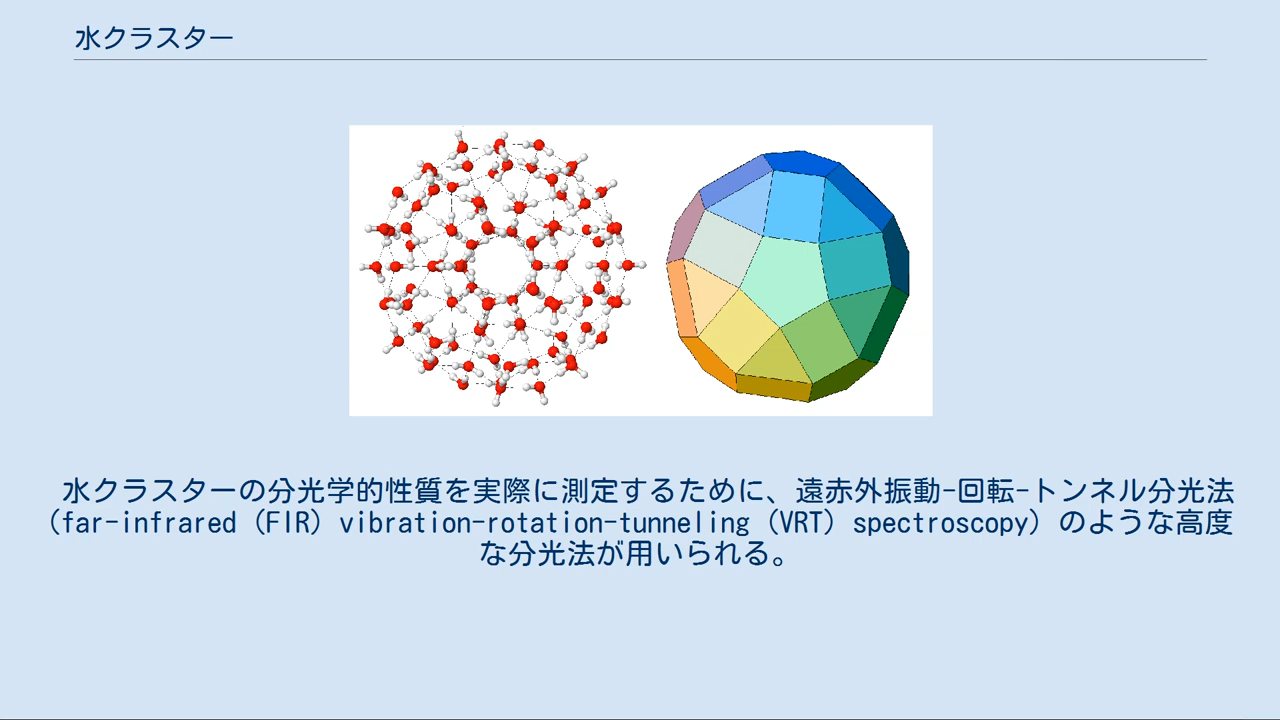 水クラスター
水クラスターの分光学的性質を実際に測定するために、遠赤外振動-回転-トンネル分光法
（far-infrared（FIR）vibration-rotation-tunneling（VRT）spectroscopy）のような高度
な分光法が用いられる。